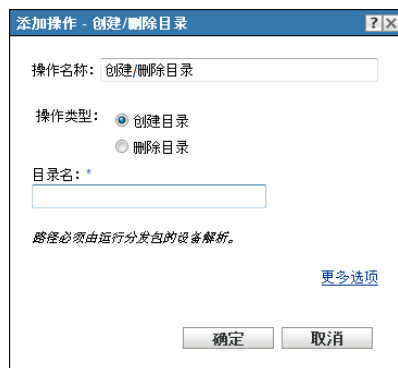 添加操作 - 创建/删除目录
操作名称: 创建/删除目录
操作类型: 创建目录
删除目录
目录名: *
路径必须由运行分发包的设备解析。
更多选项
确定 取消